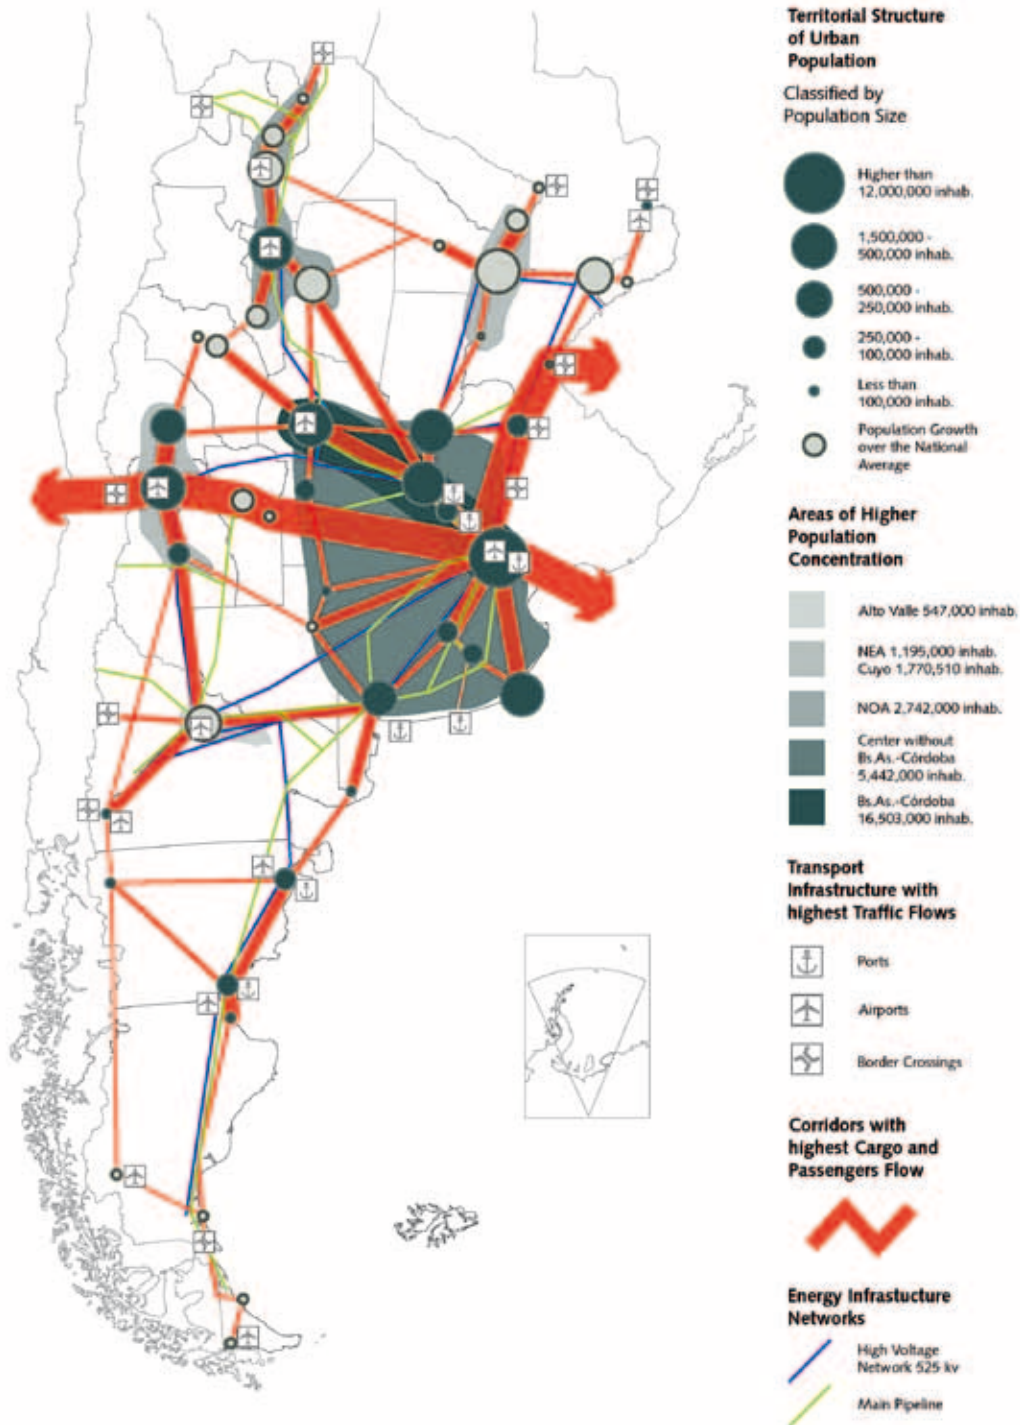 Territorial Structure
of Urban
Population
Classified by
Population Size
Higher than
12,000,000 inhab.
1,500,000 -
500,000 inhab.
500,000 -
250,000 inhab.
250,000 -
100,000 inhab.
Less than
100,000 inhab.
Population Growth
over the National
Average
Areas of Higher
Population
Concentration
Alto Valle 547,000 inhab.
NEA 1,195,000 inhab.
Cuyo 1,770,510 inhab.
NOA 2,742,000 inhab.
Center without
Bs.As.-Córdoba
5,442,000 inhab.
Bs.As.-Córdoba
16,503,000 inhab.
Transport
Infrastructure with
highest Traffic Flows
Ports
Airports
Border Crossings
Corridors with
highest Cargo and
Passengers Flow
Energy Infrastucture
Networks
High Voltage
Network 525 kv
Main Pipeline